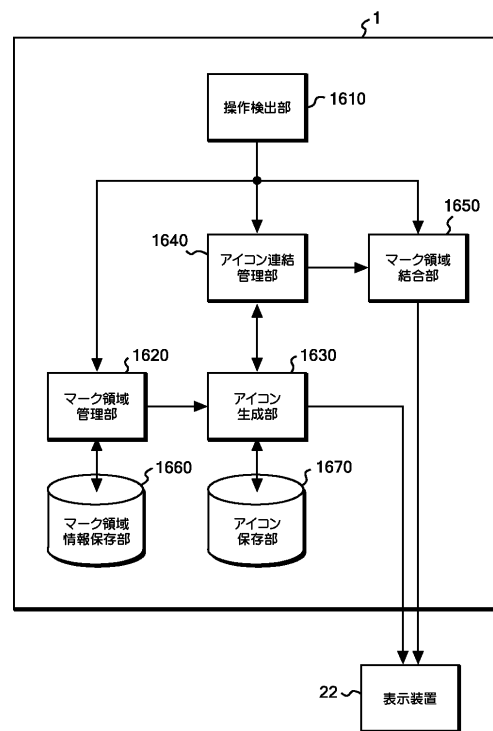 1
操作検出部
1610
1650
1640
アイコン連結
管理部
マーク領域
結合部
1620
1630
マーク領域
管理部
アイコン
生成部
1660
1670
マーク領域
情報保存部
アイコン
保存部
22
表示装置